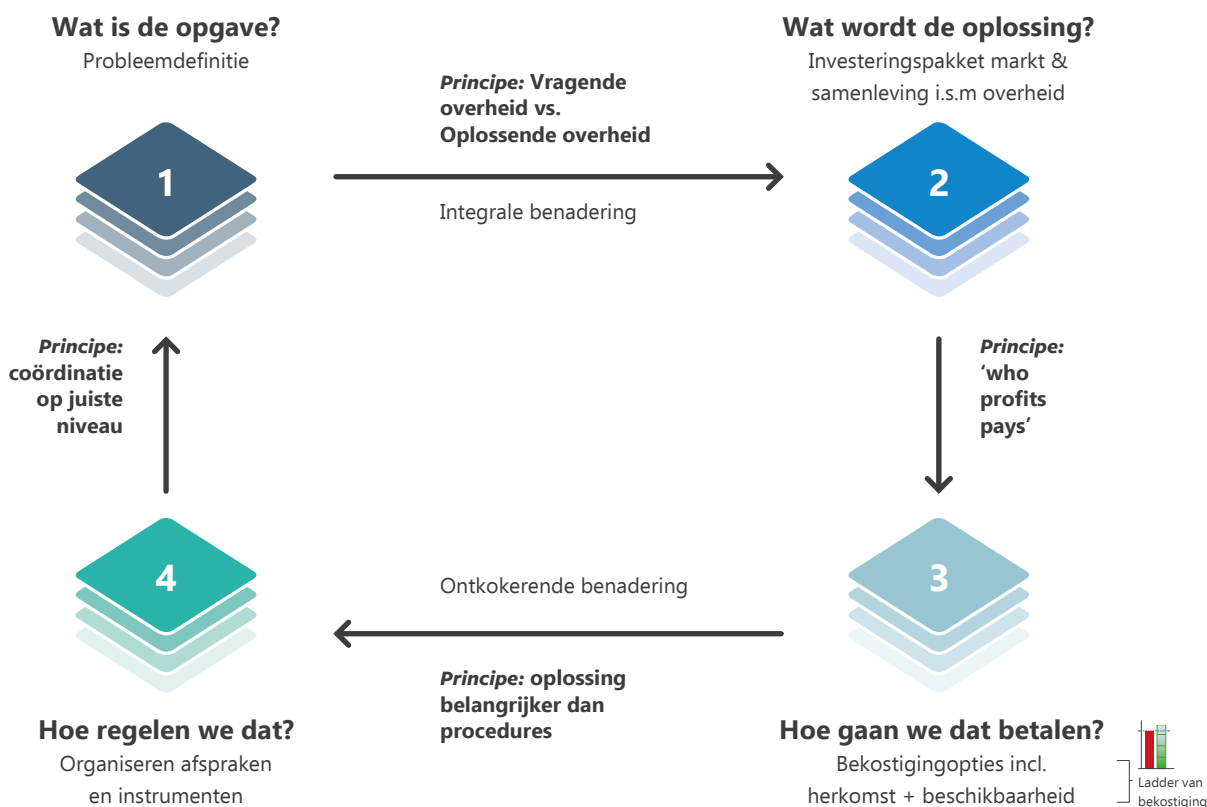 Wat is de opgave?
Probleemdefinitie
1
Principe: Vragende
overheid vs.
Oplossende overheid
Integrale benadering
Wat wordt de oplossing?
Investeringspakket markt &
samenleving i.s.m overheid
2
Principe:
‘who
profits
pays’
3
Hoe gaan we dat betalen?
Bekostigingopties incl.
herkomst + beschikbaarheid
Ladder van
bekostiging
Ontkokerende benadering
Principe: oplossing
belangrijker dan
procedures
4
Hoe regelen we dat?
Organiseren afspraken
en instrumenten
Principe:
coördinatie
op juiste
niveau